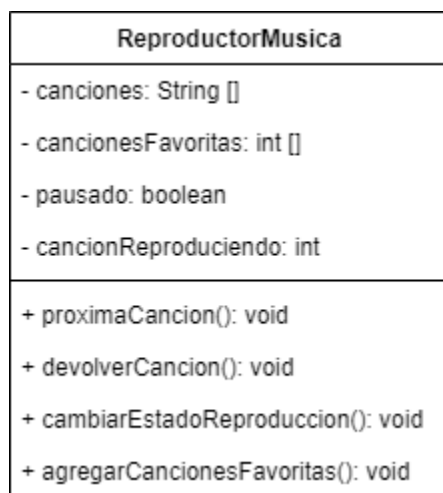 ReproductorMusica
- canciones: String []
- cancionesFavoritas: int []
- pausado: boolean
- cancionReproduciendo: int
+ proximaCancion(): void
+ devolverCancion(): void
+ cambiarEstadoReproduccion(): void
+ agregarCancionesFavoritas(): void